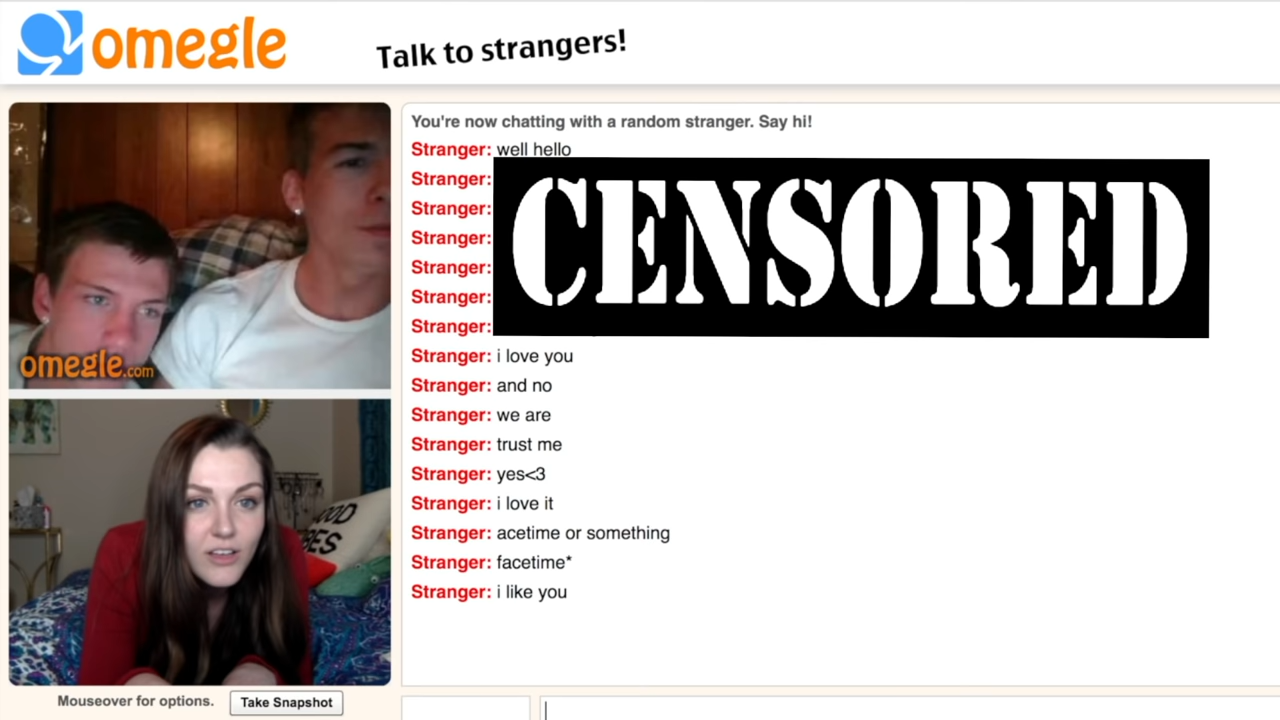 omegle
Talk to strangers!
You're now chatting with a random stranger. Say hi!
Stranger: well hello
Stranger:
Stranger:
Stranger:
Stranger:
Stranger:
Stranger:
CENSORED
Stranger: i love you
Stranger: and no
Stranger: we are
Stranger: trust me
Stranger: yes<3
Stranger: i love it
Stranger: acetime or something
Stranger: facetime*
Stranger: i like you
omegle.com
Mouseover for options.
Take Snapshot